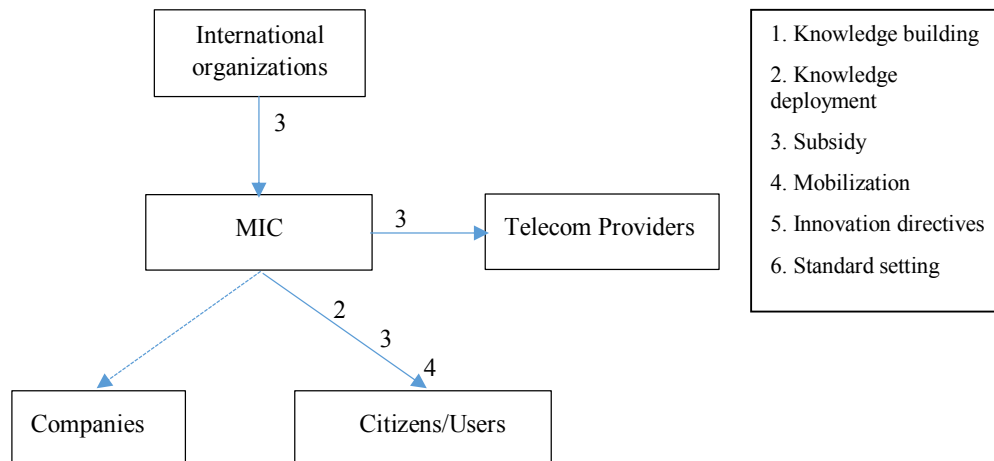 International
organizations
3
MIC
3
Telecom Providers
2
3
4
Companies
Citizens/Users
1. Knowledge building
2. Knowledge
deployment
3. Subsidy
4. Mobilization
5. Innovation directives
6. Standard setting